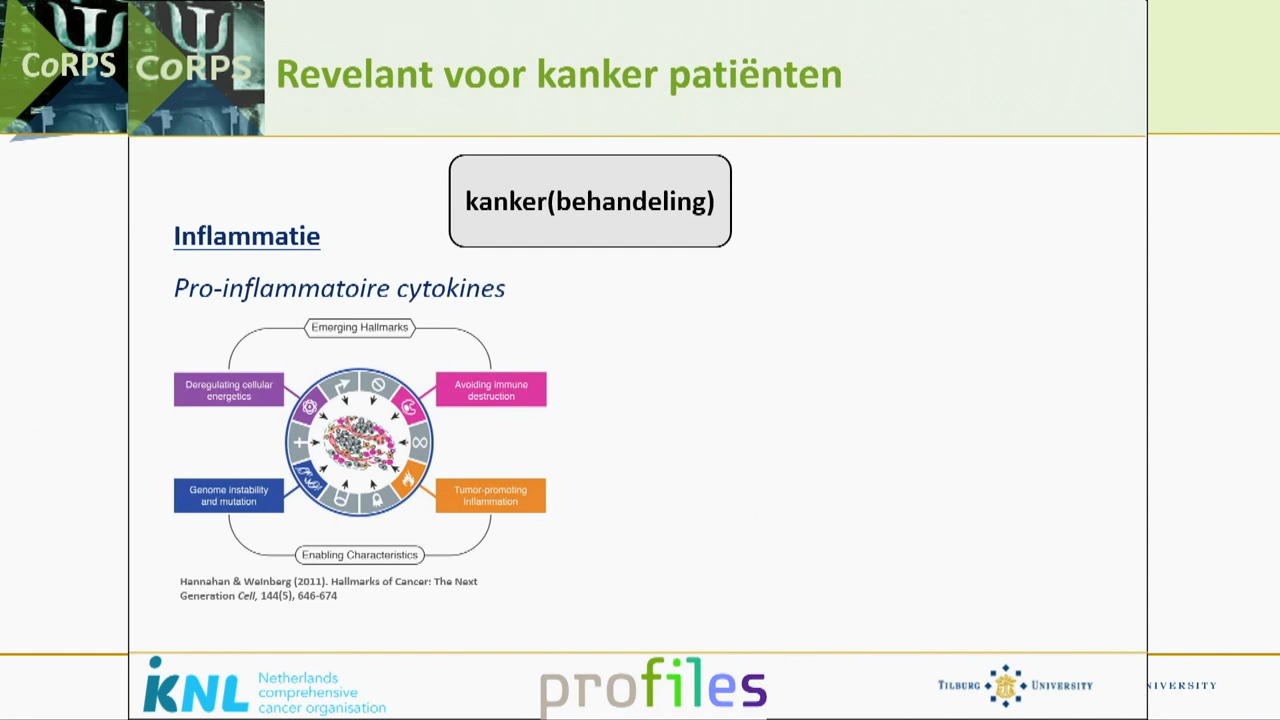 CoRPS
CoRPS
Revelant voor kanker patiënten
kanker(behandeling)
Inflammatie
Pro-inflammatoire cytokines
Emerging Hallmarks
Deregulating cellular
energetics
Avoiding immune
destruction
Genome instability
and mutation
Tumor-promoting
Inflammation
Enabling Characteristics
Hannahan & Weinberg (2011). Hallmarks of Cancer: The Next
Generation Cell, 144(5), 646-674
iKNL
Netherlands
comprehensive
cancer organisation
profiles
TILBURG UNIVERSITY
NIVERSITY